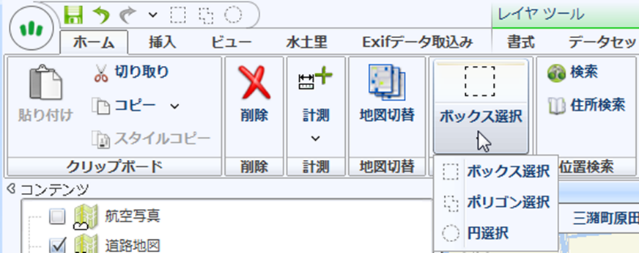 レイヤ ツール
ホーム 挿入 ビュー 水土里 Exifデータ取込み 書式 データセッ
貼り付け
切り取り
コピー
スタイルコピー
クリップボード
削除
削除
計測
計測
地図切替
地図切替
ボックス選択
ボックス選択
ポリゴン選択
円選択
検索
住所検索
位置検索
コンテンツ
航空写真
道路地図
三瀦町原田